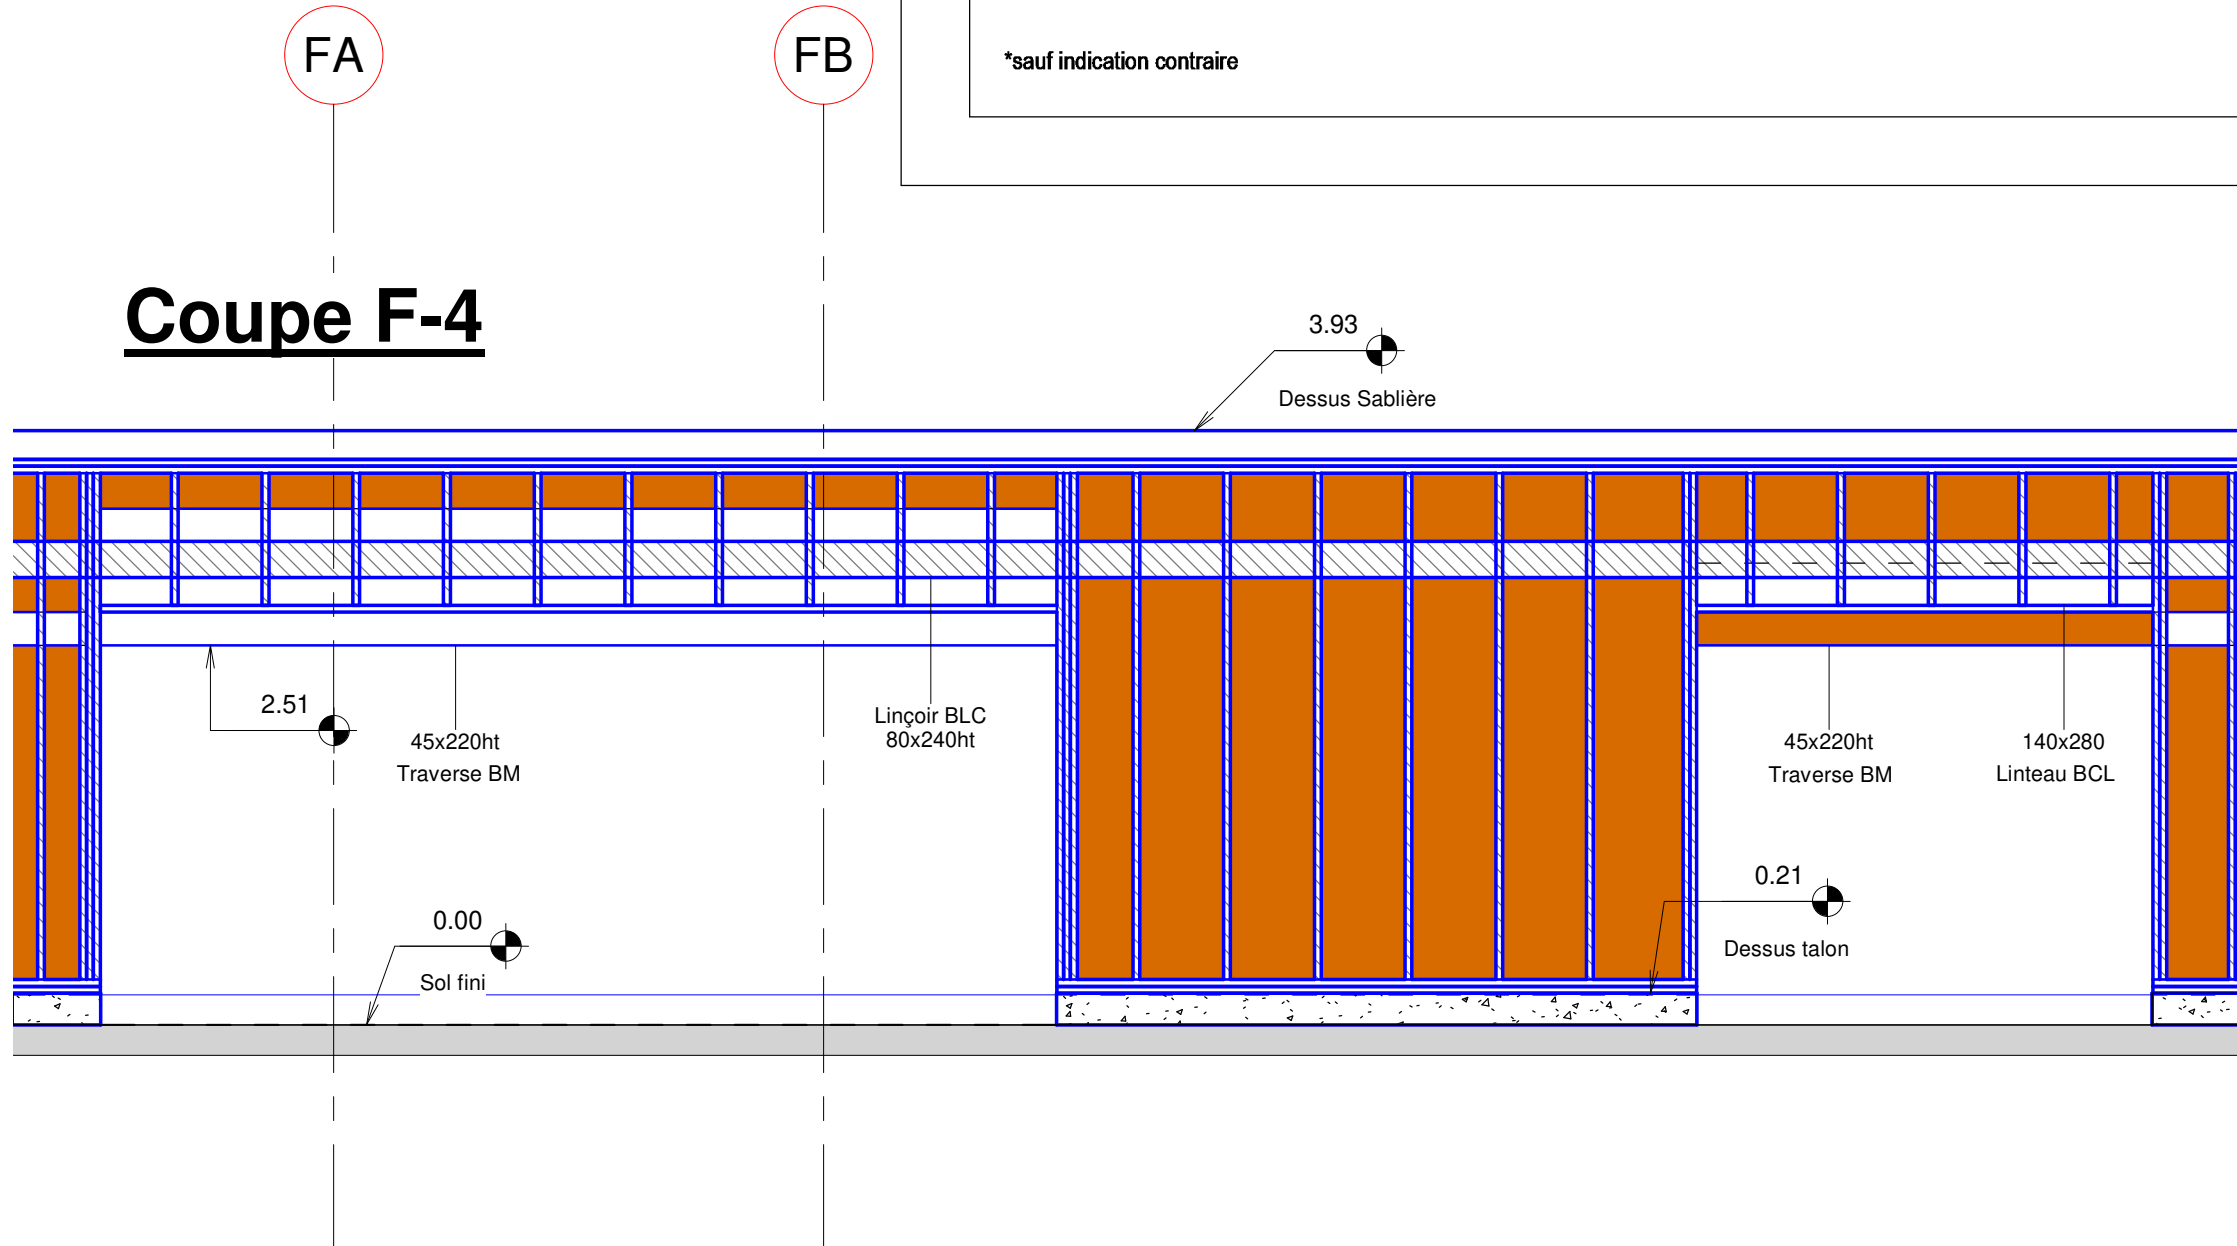 FA
FB
*sauf indication contraire
Coupe F-4
3.93
Dessus Sablière
2.51
45x220ht
Traverse BM
Linçoir BLC
80x240ht
45x220ht
Traverse BM
140x280
Linteau BCL
0.21
Dessus talon
0.00
Sol fini